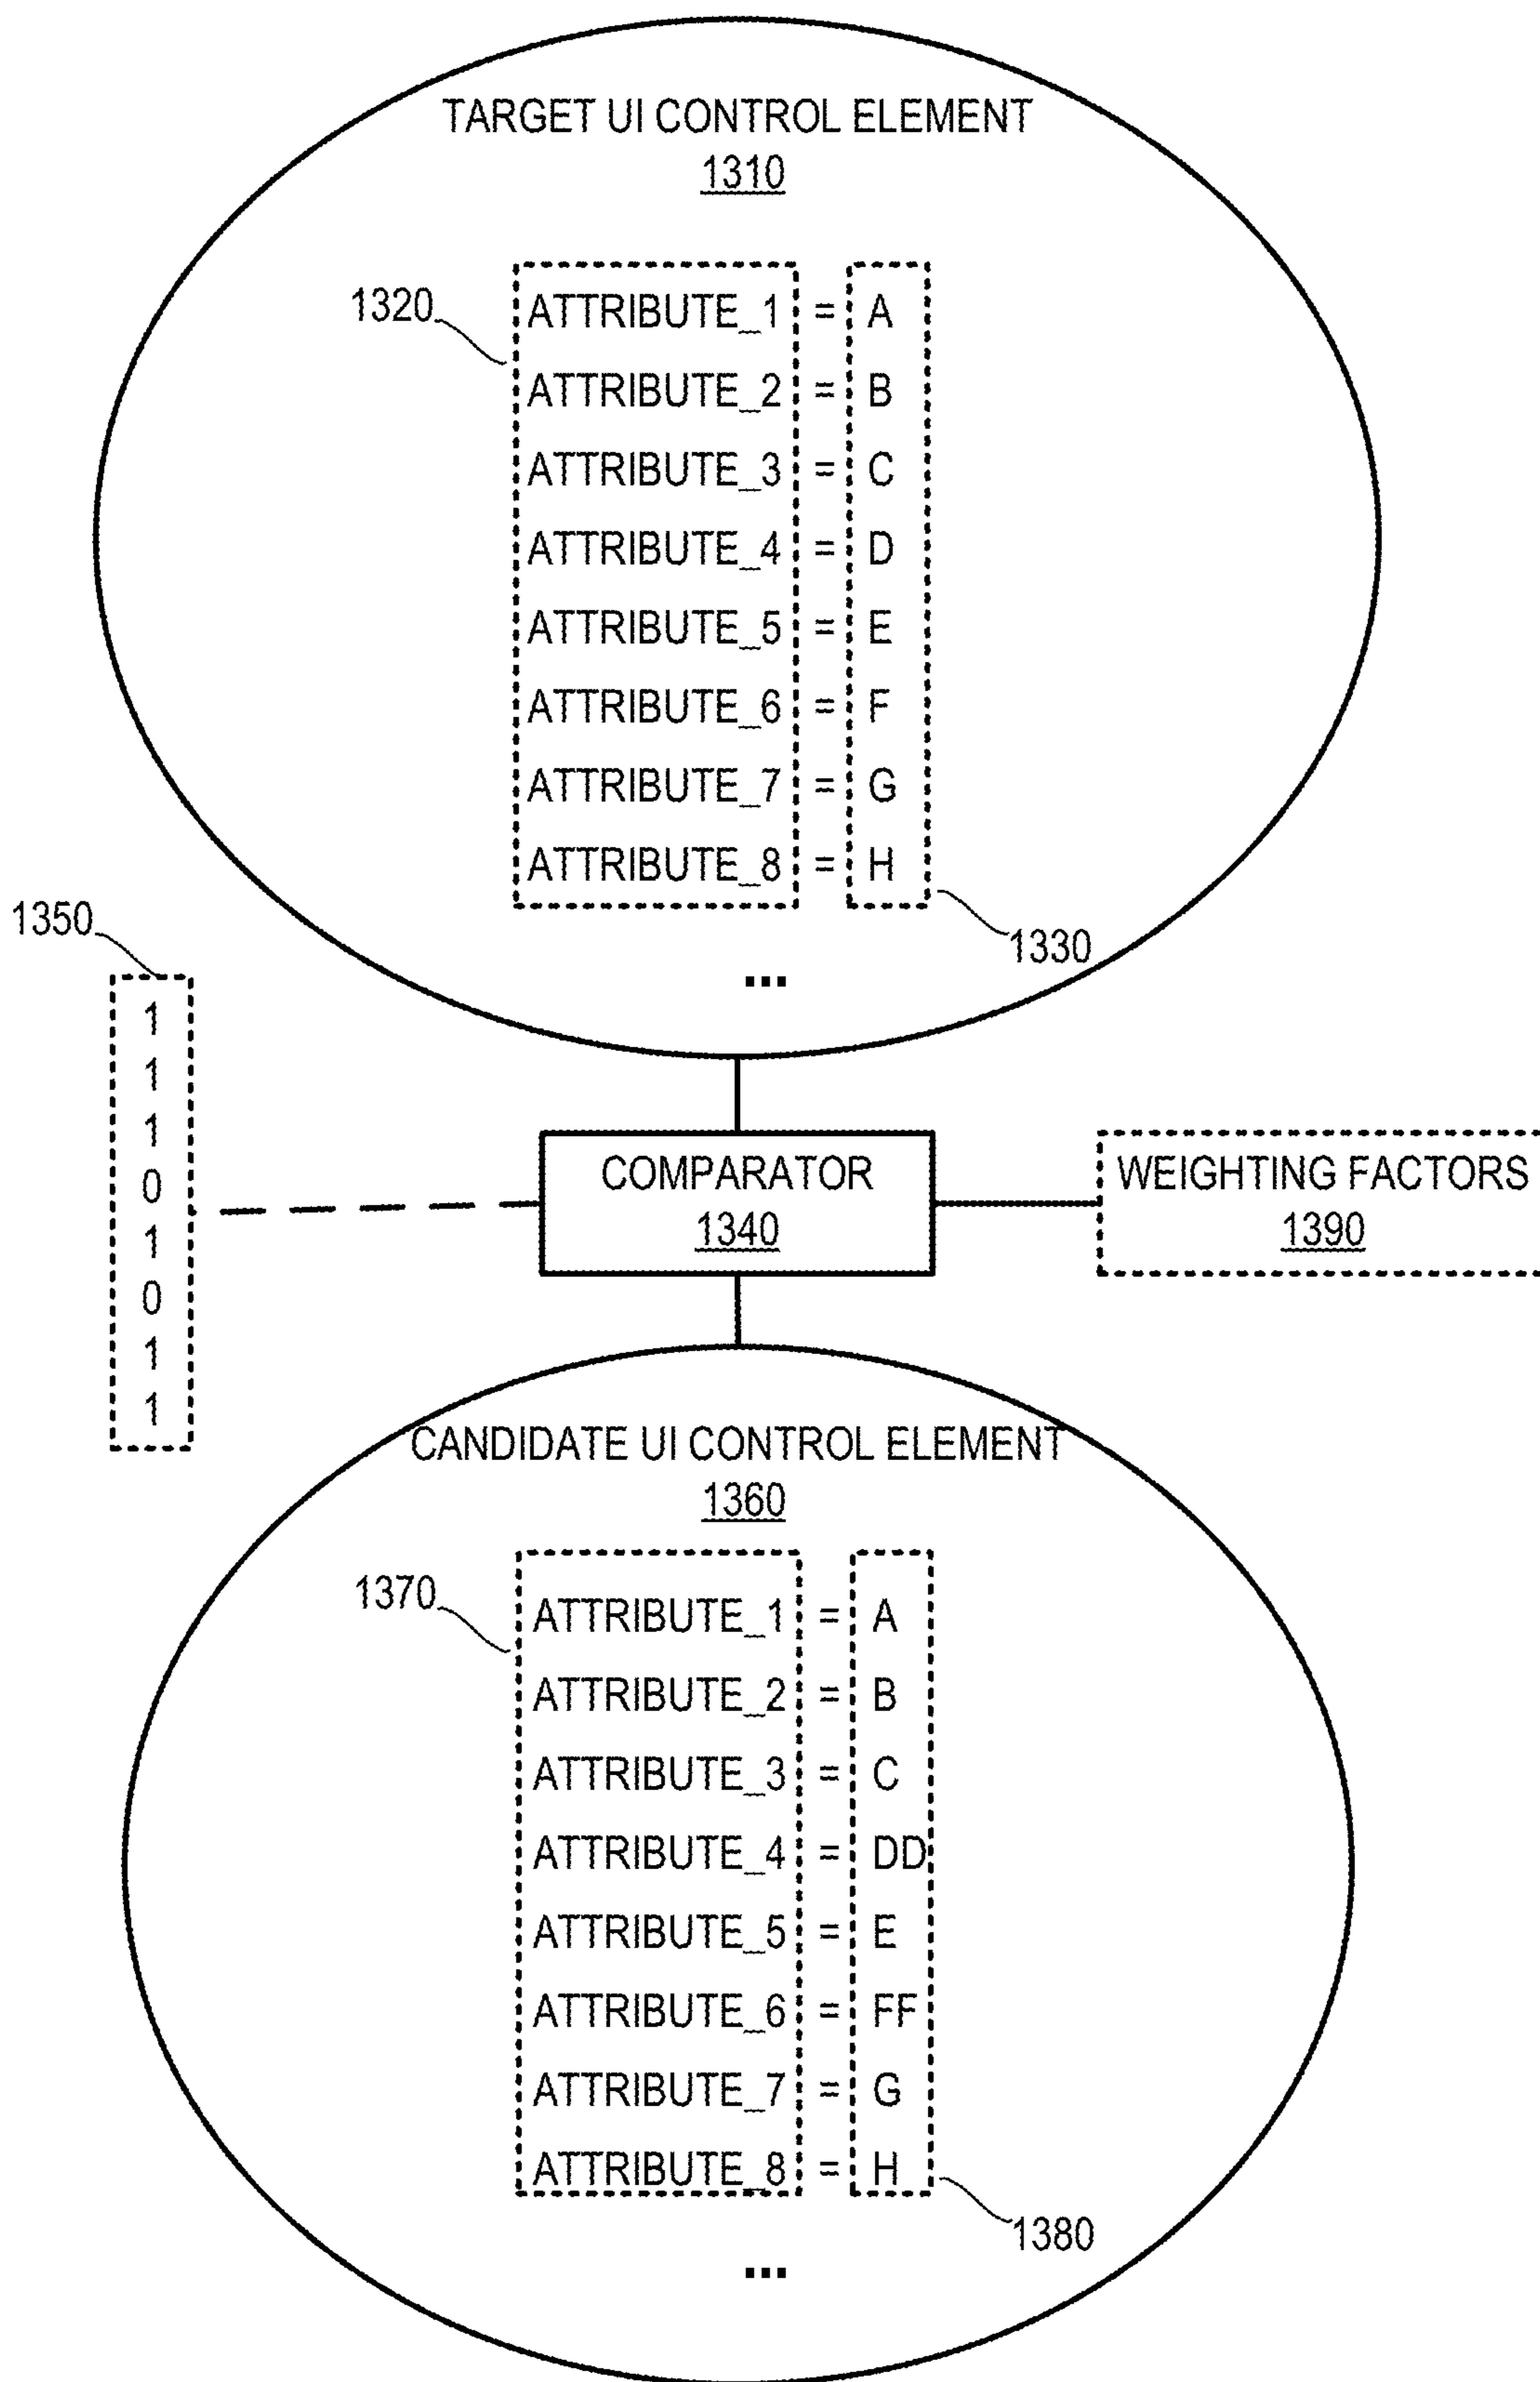 TARGET UI CONTROL ELEMENT
1310
1320
ATTRIBUTE_1 = A
ATTRIBUTE_2 = B
ATTRIBUTE_3 = C
ATTRIBUTE_4 = D
ATTRIBUTE_5 = E
ATTRIBUTE_6 = F
ATTRIBUTE_7 = G
ATTRIBUTE_8 = H
1330
...
1350
1
1
1
0
1
0
1
1
COMPARATOR
1340
WEIGHTING FACTORS
1390
CANDIDATE UI CONTROL ELEMENT
1360
1370
ATTRIBUTE_1 = A
ATTRIBUTE_2 = B
ATTRIBUTE_3 = C
ATTRIBUTE_4 = DD
ATTRIBUTE_5 = E
ATTRIBUTE_6 = FF
ATTRIBUTE_7 = G
ATTRIBUTE_8 = H
1380
...